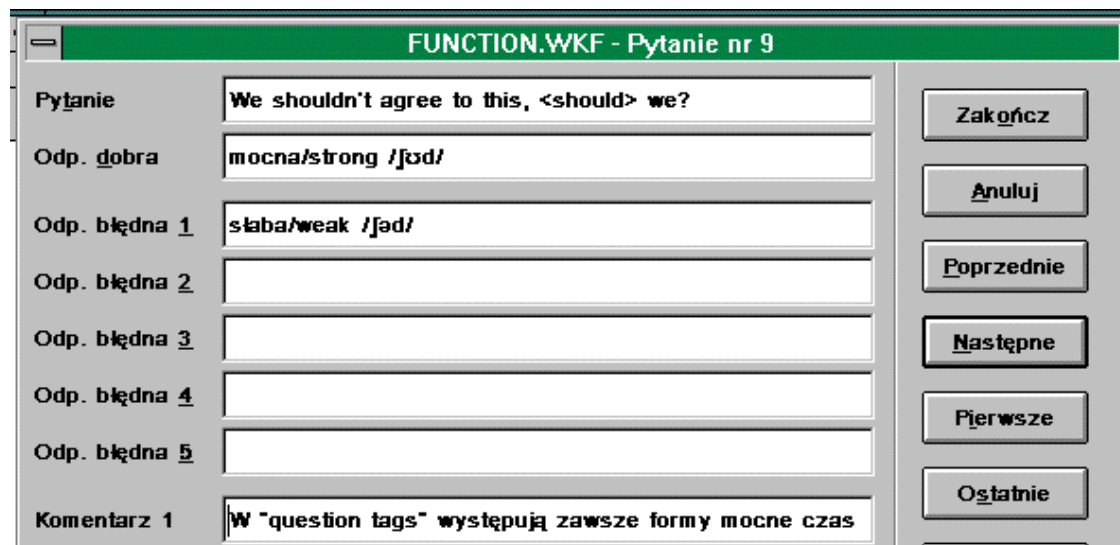 FUNCTION.WKF - Pytanie nr 9
Pytanie We shouldn't agree to this, <should> we?
Zakończ
Odp. dobra mocna/strong /ʃʊd/
Anuluj
Odp. błędna 1 słaba/weak /ʃəd/
Poprzednie
Odp. błędna 2
Odp. błędna 3
Następne
Odp. błędna 4
Pierwsze
Odp. błędna 5
Ostatnie
Komentarz 1 W "question tags" występują zawsze formy mocne czas